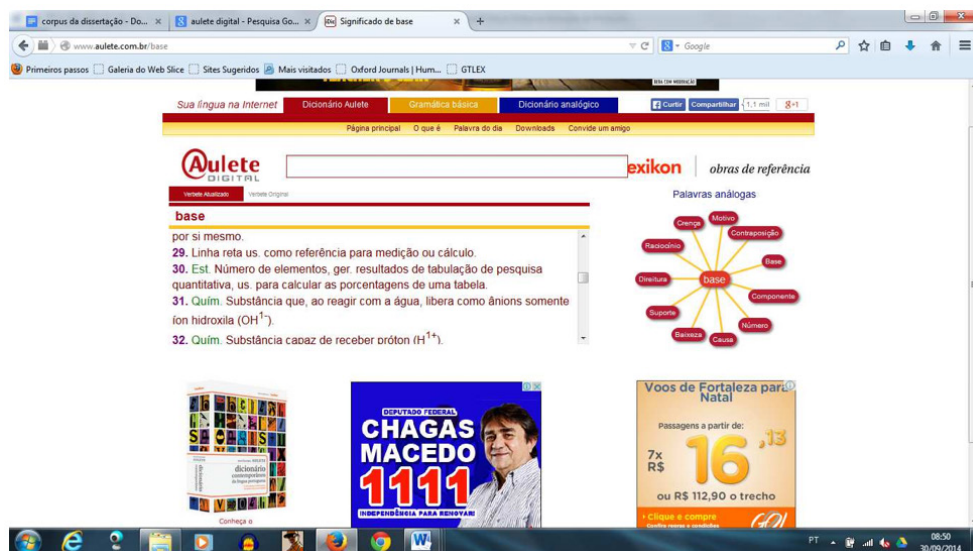 corpus da dissertação - Do...
aulete digital - Pesquisa Go...
Significado de base
www.aulete.com.br/base
Google
Primeiros passos
Galeria do Web Slice
Sites Sugeridos
Mais visitados
Oxford Journals | Hum...
GTLEX
Sua língua na Internet
Dicionário Aulete
Gramática básica
Dicionário analógico
Curtir
Compartilhar
1,1 mil
g+1
Página principal O que é Palavra do dia Downloads Convide um amigo
Aulete
DIGITAL
exikon
obras de referência
Verbete Atualizado
Verbete Original
Palavras análogas
base
por si mesmo.
29. Linha reta us. como referência para medição ou cálculo.
30. Est. Número de elementos, ger. resultados de tabulação de pesquisa
quantitativa, us. para calcular as porcentagens de uma tabela.
31. Quím. Substância que, ao reagir com a água, libera como ânions somente
íon hidroxila (OH1-).
32. Quím. Substância capaz de receber próton (H1+).
Crença
Motivo
Contraposição
Raciocínio
Base
Direitura
base
Componente
Suporte
Número
Baixeza
Causa
dicionário
contemporâneo
da língua portuguesa
Conheça o
DEPUTADO FEDERAL
CHAGAS
MACEDO
1111
INDEPENDÊNCIA PARA RENOVAR!
Voos de Fortaleza para
Natal
Passagens a partir de:
7x
R$
16,13
ou R$ 112,90 o trecho
Clique e compre
GOL
PT
08:50
30/09/2014